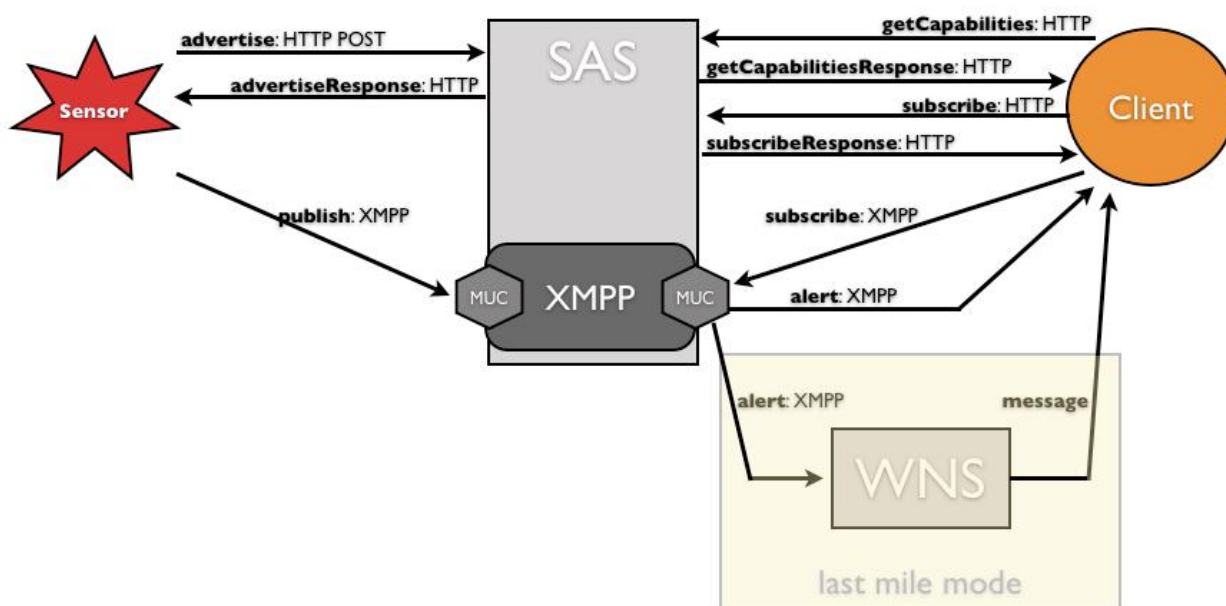 getCapabilities: HTTP
advertise: HTTP POST
SAS
getCapabilitiesResponse: HTTP
advertiseResponse: HTTP
Sensor
subscribe: HTTP
Client
subscribeResponse: HTTP
publish: XMPP
subscribe: XMPP
MUC
XMPP
MUC
alert: XMPP
alert: XMPP
message
WNS
last mile mode